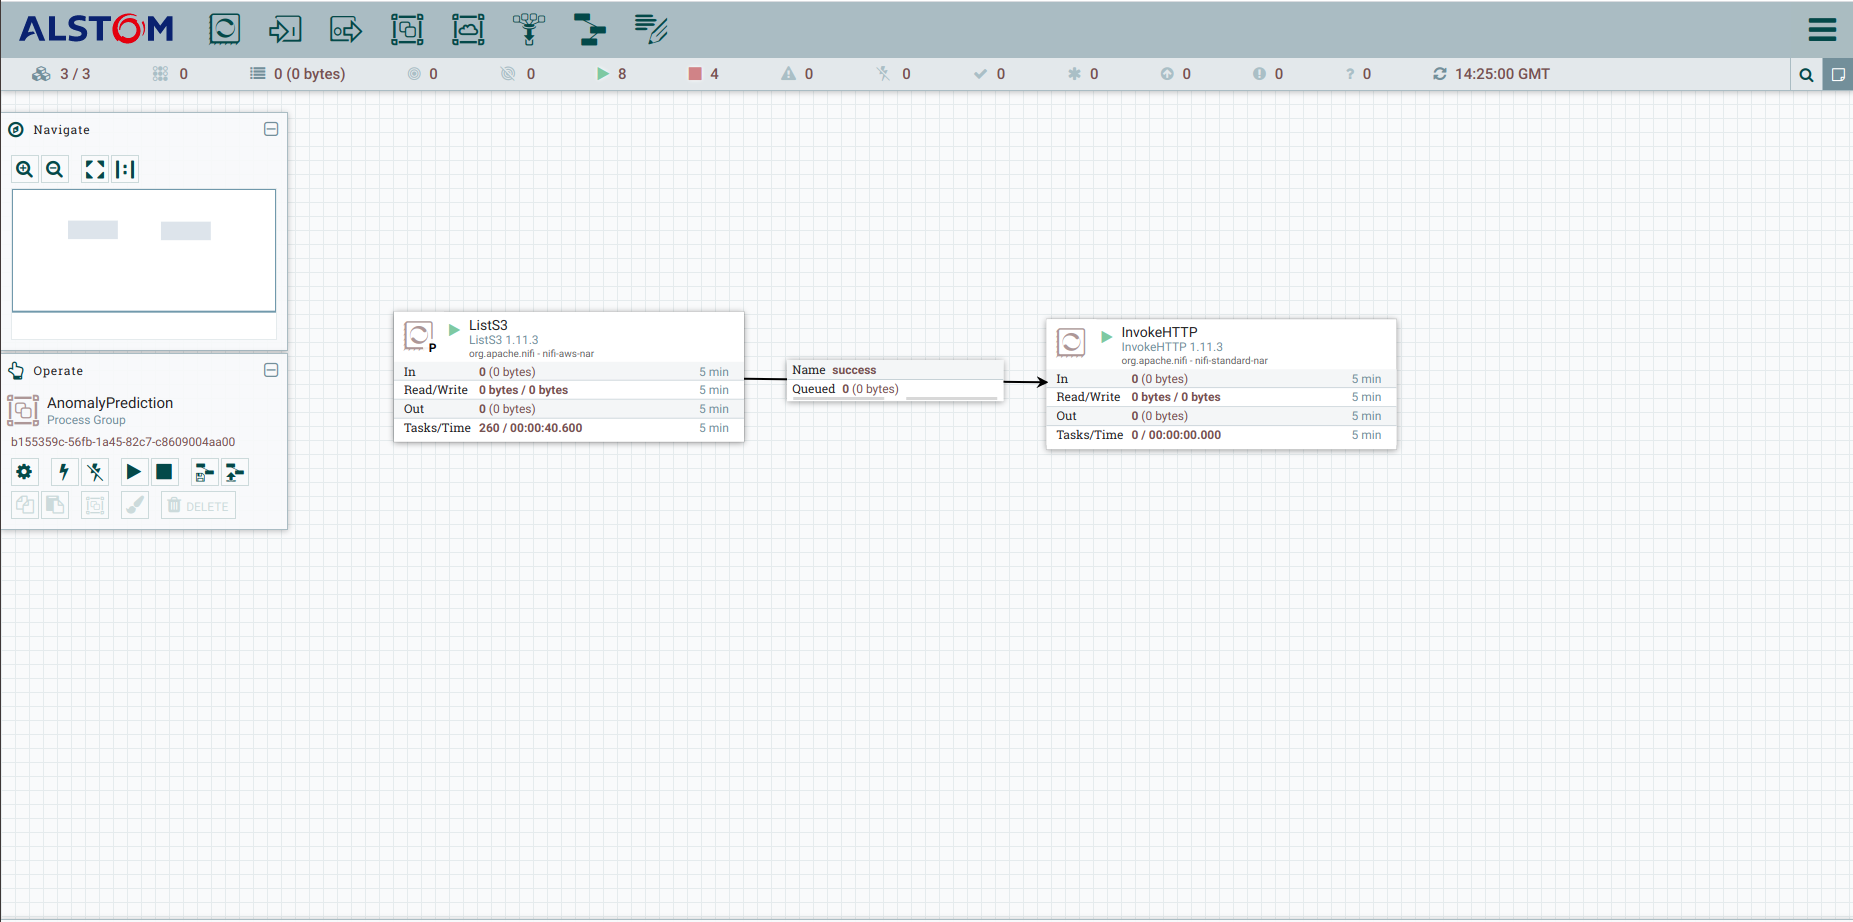 ALSTOM
3 / 3 0 0 (0 bytes) 0 0 8 4 0 0 0 0 0 0 ? 0 14:25:00 GMT
Navigate
Operate
AnomalyPrediction
Process Group
b155359c-56fb-1a45-82c7-c8609004aa00
DELETE
ListS3
ListS3 1.11.3
org.apache.nifi - nifi-aws-nar
P
In 0 (0 bytes) 5 min
Read/Write 0 bytes / 0 bytes 5 min
Out 0 (0 bytes) 5 min
Tasks/Time 260 / 00:00:40.600 5 min
Name success
Queued 0 (0 bytes)
InvokeHTTP
InvokeHTTP 1.11.3
org.apache.nifi - nifi-standard-nar
In 0 (0 bytes) 5 min
Read/Write 0 bytes / 0 bytes 5 min
Out 0 (0 bytes) 5 min
Tasks/Time 0 / 00:00:00.000 5 min